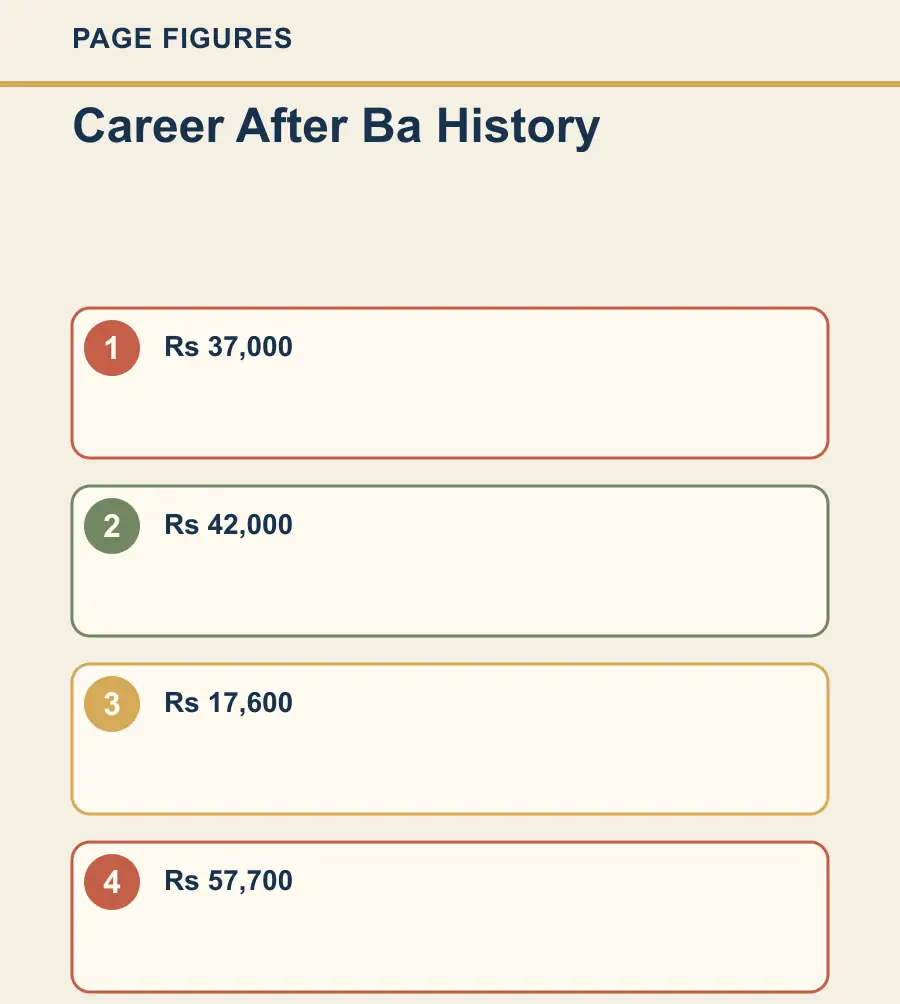 PAGE FIGURES
Career After Ba History
1 Rs 37,000
2 Rs 42,000
3 Rs 17,600
4 Rs 57,700